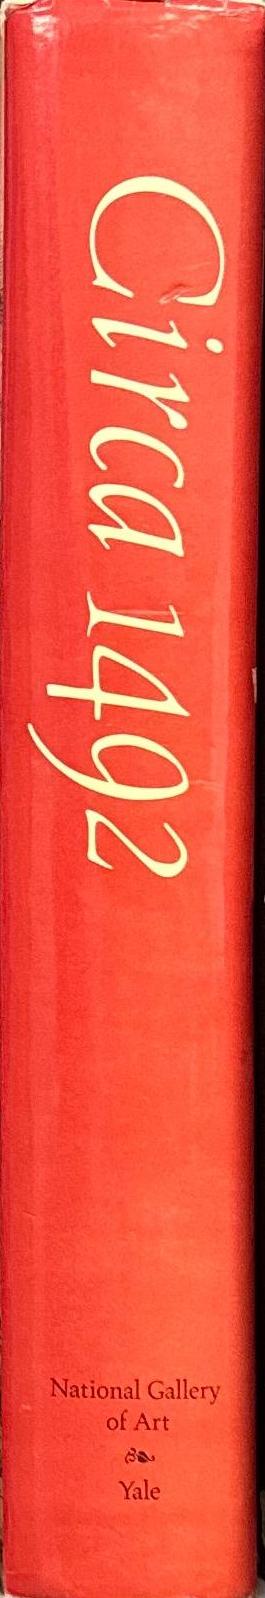 Circa 1492
National Gallery
of Art
Yale